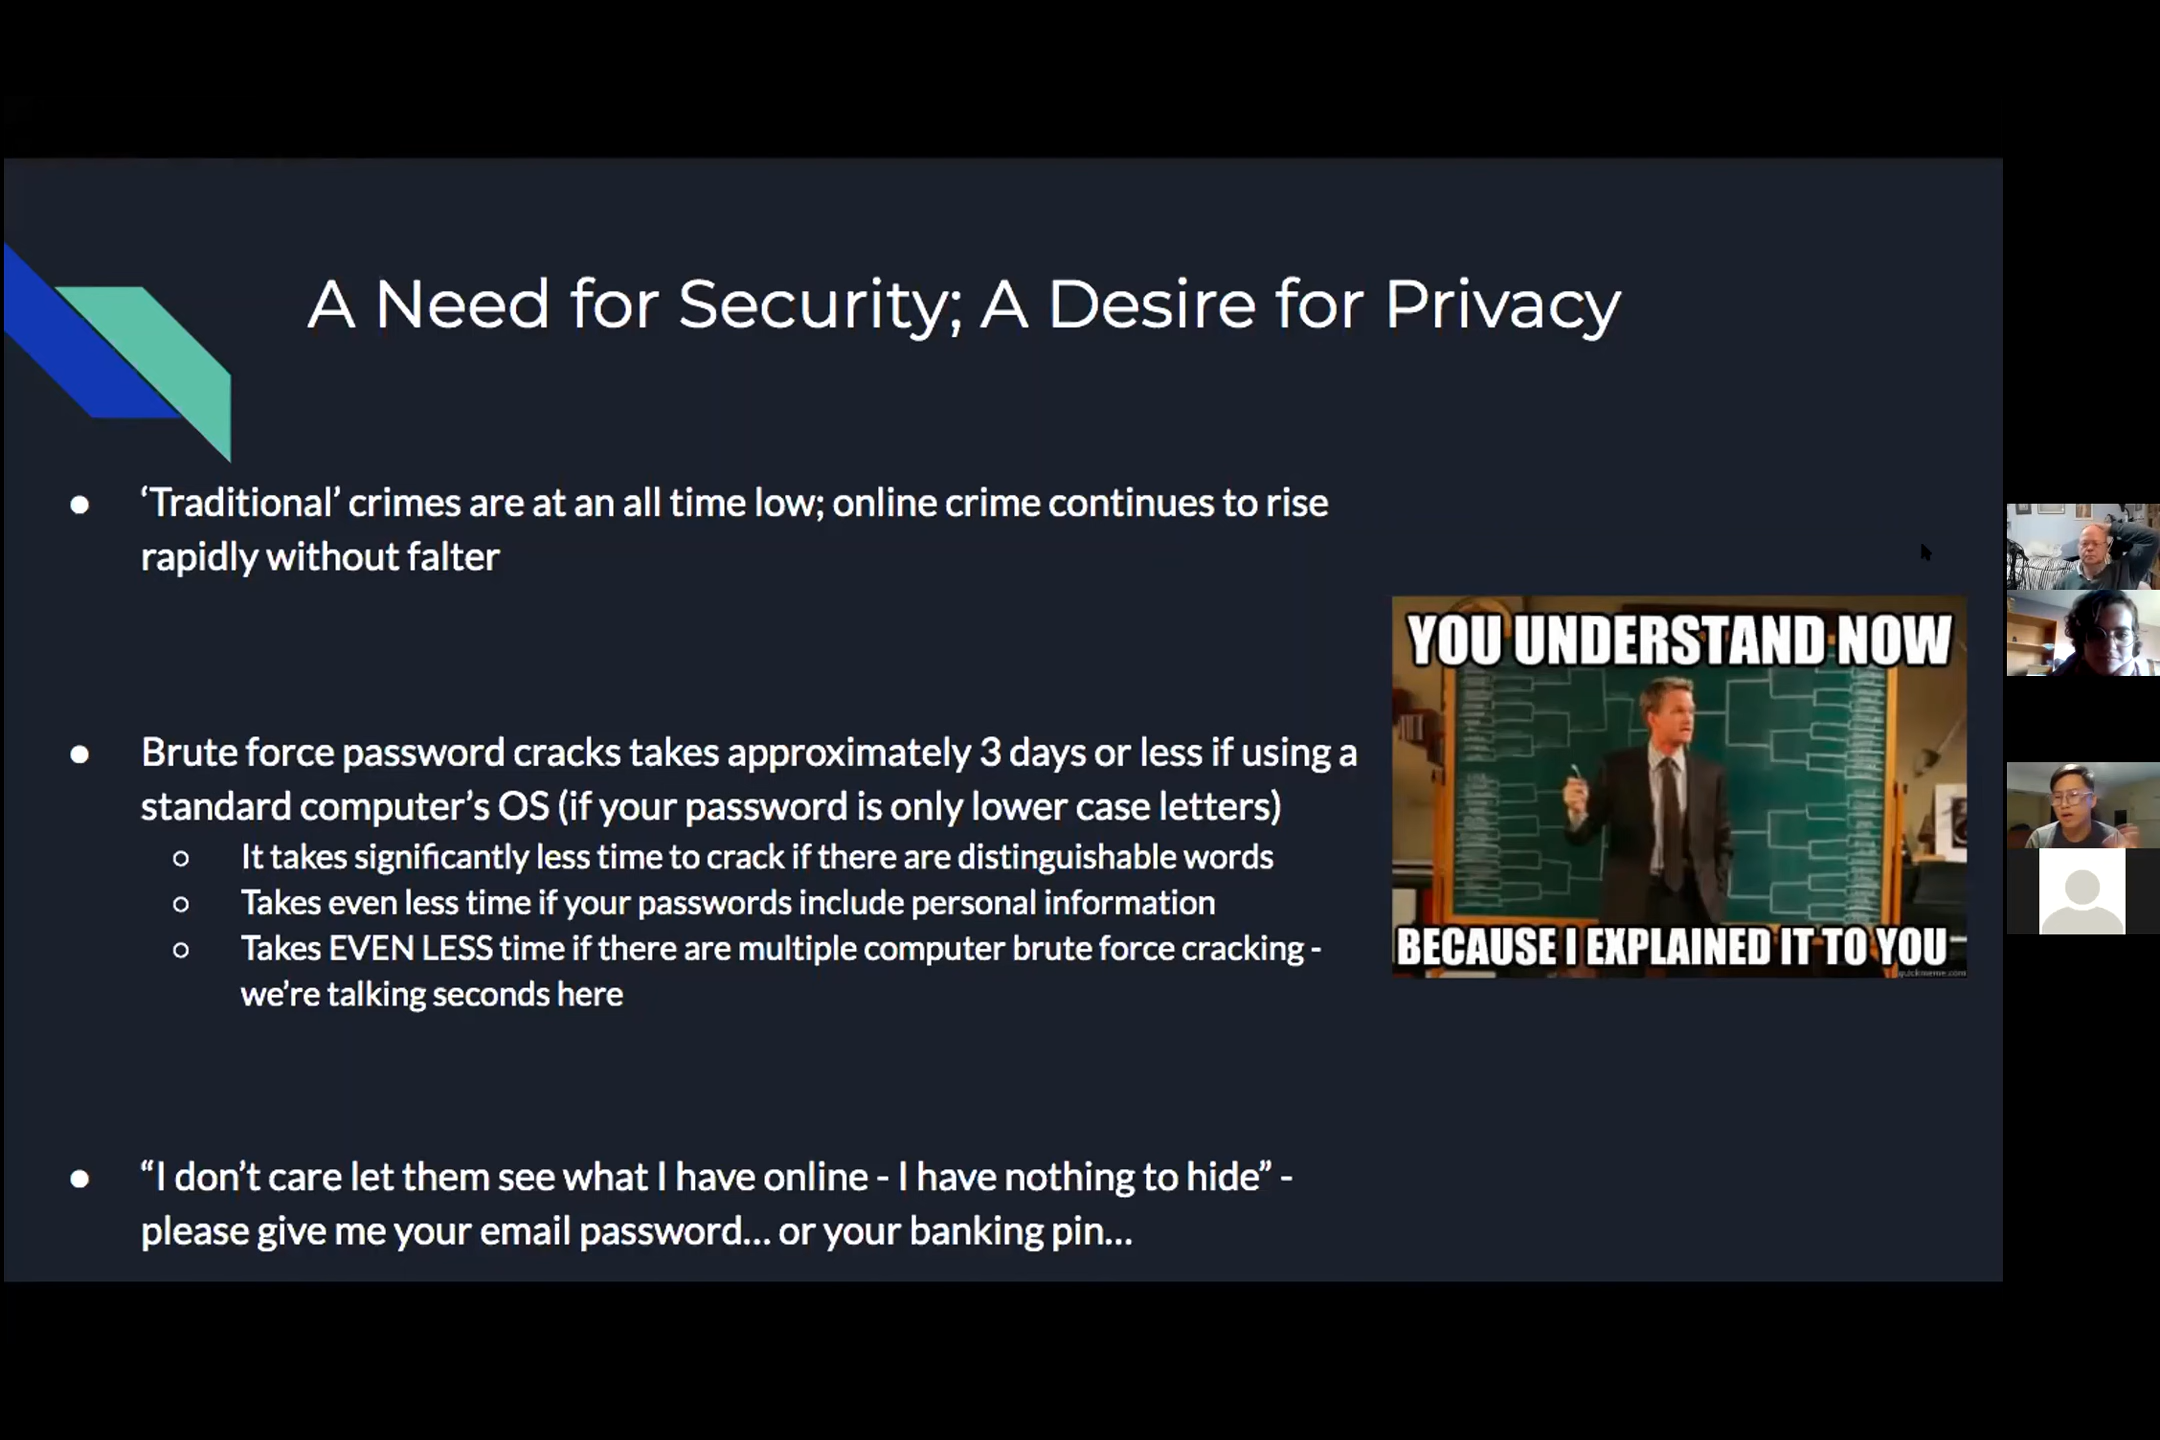 A Need for Security; A Desire for Privacy
● ‘Traditional’ crimes are at an all time low; online crime continues to rise
rapidly without falter
● Brute force password cracks takes approximately 3 days or less if using a
standard computer’s OS (if your password is only lower case letters)
○ It takes significantly less time to crack if there are distinguishable words
○ Takes even less time if your passwords include personal information
○ Takes EVEN LESS time if there are multiple computer brute force cracking -
we’re talking seconds here
● “I don’t care let them see what I have online - I have nothing to hide” -
please give me your email password... or your banking pin...
YOU UNDERSTAND NOW
BECAUSE I EXPLAINED IT TO YOU
quickmeme.com